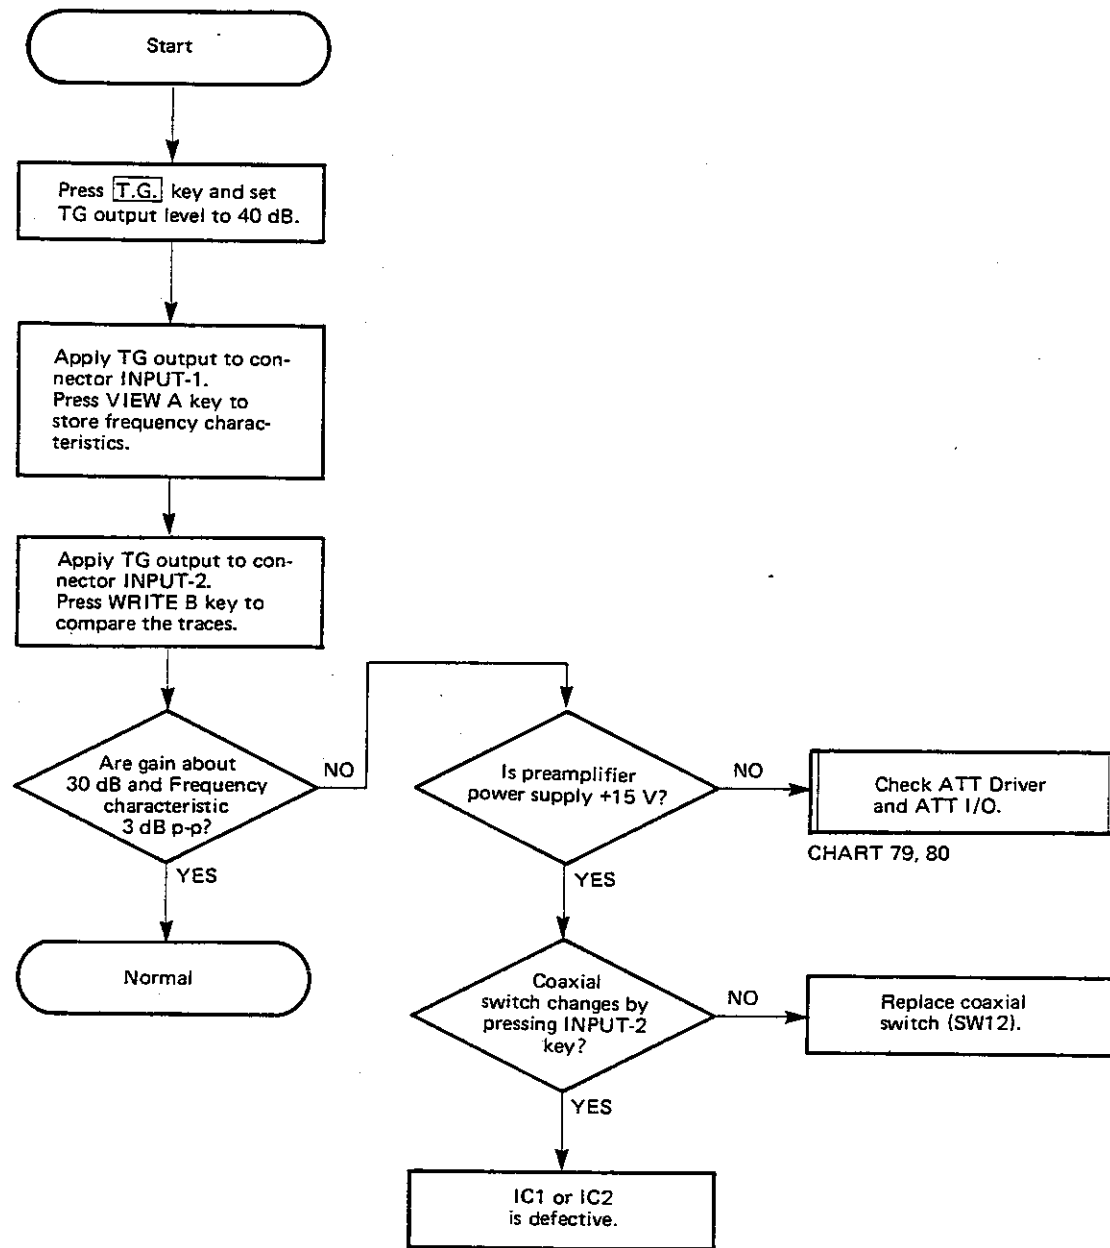 Start
Press T.G. key and set
TG output level to 40 dB.
Apply TG output to con-
nector INPUT-1.
Press VIEW A key to
store frequency charac-
teristics.
Apply TG output to con-
nector INPUT-2.
Press WRITE B key to
compare the traces.
Are gain about
30 dB and Frequency
characteristic
3 dB p-p?
NO
YES
Normal
Is preamplifier
power supply +15 V?
NO
Check ATT Driver
and ATT I/O.
CHART 79, 80
YES
Coaxial
switch changes by
pressing INPUT-2
key?
NO
Replace coaxial
switch (SW12).
YES
IC1 or IC2
is defective.